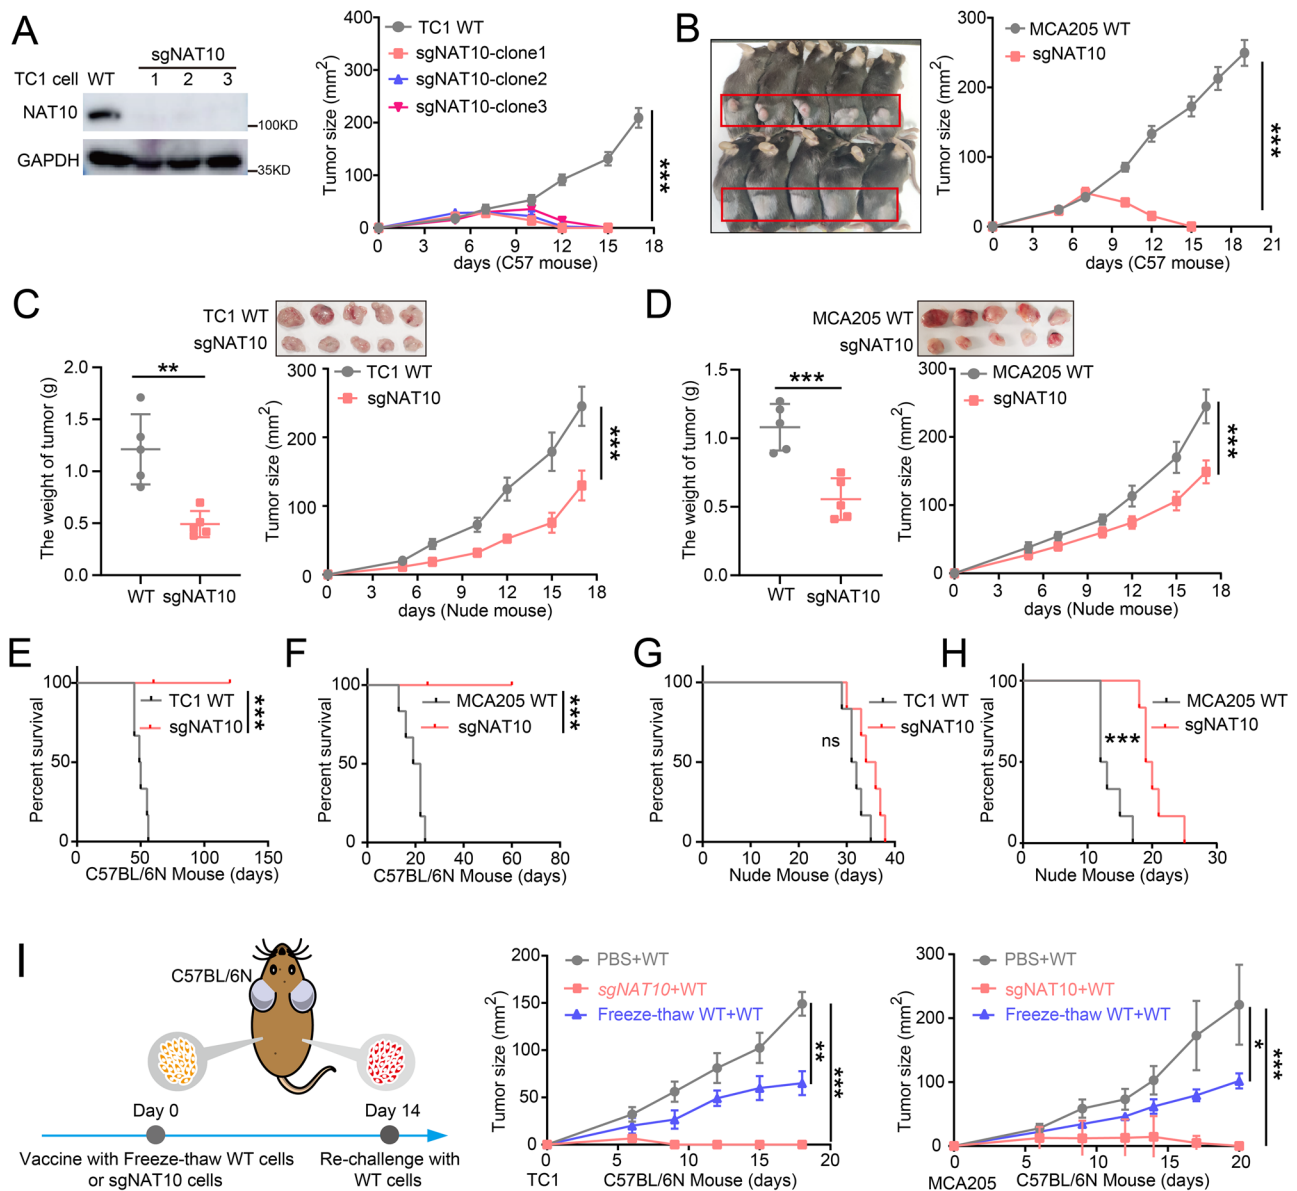 A
sgNAT10
TC1 cell WT 1 2 3
NAT10
100KD
GAPDH
35KD
Tumor size (mm2)
400
300
200
100
0
0 3 6 9 12 15 18
days (C57 mouse)
TC1 WT
sgNAT10-clone1
sgNAT10-clone2
sgNAT10-clone3
***
B
Tumor size (mm2)
300
200
100
0
0 3 6 9 12 15 18 21
days (C57 mouse)
MCA205 WT
sgNAT10
***
C
TC1 WT
sgNAT10
The weight of tumor (g)
2.0
1.5
1.0
0.5
0.0
**
WT sgNAT10
Tumor size (mm2)
300
200
100
0
0 3 6 9 12 15 18
days (Nude mouse)
TC1 WT
sgNAT10
***
D
MCA205 WT
sgNAT10
The weight of tumor (g)
1.5
1.0
0.5
0.0
***
WT sgNAT10
Tumor size (mm2)
300
200
100
0
0 3 6 9 12 15 18
days (Nude mouse)
MCA205 WT
sgNAT10
***
E
Percent survival
100
50
0
0 50 100 150
C57BL/6N Mouse (days)
TC1 WT
sgNAT10
***
F
Percent survival
100
50
0
0 20 40 60 80
C57BL/6N Mouse (days)
MCA205 WT
sgNAT10
***
G
Percent survival
100
50
0
0 10 20 30 40
Nude Mouse (days)
ns
TC1 WT
sgNAT10
H
Percent survival
100
50
0
0 10 20 30
Nude Mouse (days)
***
MCA205 WT
sgNAT10
I
C57BL/6N
Day 0
Day 14
Vaccine with Freeze-thaw WT cells
or sgNAT10 cells
Re-challenge with
WT cells
Tumor size (mm2)
200
150
100
50
0
0 5 10 15 20
TC1
C57BL/6N Mouse (days)
PBS+WT
sgNAT10+WT
Freeze-thaw WT+WT
**
***
Tumor size (mm2)
300
200
100
0
0 5 10 15 20
MCA205
C57BL/6N Mouse (days)
PBS+WT
sgNAT10+WT
Freeze-thaw WT+WT
*
***